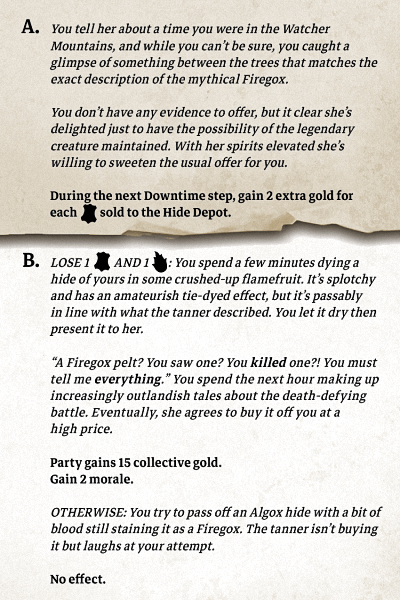 A. You tell her about a time you were in the Watcher
Mountains, and while you can't be sure, you caught a
glimpse of something between the trees that matches the
exact description of the mythical Firegox.
You don't have any evidence to offer, but it clear she's
delighted just to have the possibility of the legendary
creature maintained. With her spirits elevated she's
willing to sweeten the usual offer for you.
During the next Downtime step, gain 2 extra gold for
each sold to the Hide Depot.
B. LOSE 1 AND 1 : You spend a few minutes dying a
hide of yours in some crushed-up flamefruit. It's splotchy
and has an amateurish tie-dyed effect, but it's passably
in line with what the tanner described. You let it dry then
present it to her.
“A Firegox pelt? You saw one? You killed one?! You must
tell me everything.” You spend the next hour making up
increasingly outlandish tales about the death-defying
battle. Eventually, she agrees to buy it off you at a
high price.
Party gains 15 collective gold.
Gain 2 morale.
OTHERWISE: You try to pass off an Algox hide with a bit of
blood still staining it as a Firegox. The tanner isn't buying
it but laughs at your attempt.
No effect.